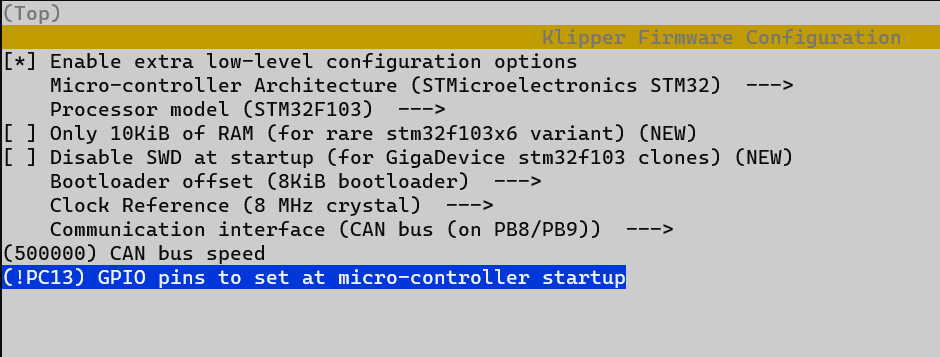 (Top)
Klipper Firmware Configuration
[*] Enable extra low-level configuration options
Micro-controller Architecture (STMicroelectronics STM32)  --->
Processor model (STM32F103)  --->
[ ] Only 10KiB of RAM (for rare stm32f103x6 variant) (NEW)
[ ] Disable SWD at startup (for GigaDevice stm32f103 clones) (NEW)
Bootloader offset (8KiB bootloader)  --->
Clock Reference (8 MHz crystal)  --->
Communication interface (CAN bus (on PB8/PB9))  --->
(500000) CAN bus speed
(!PC13) GPIO pins to set at micro-controller startup